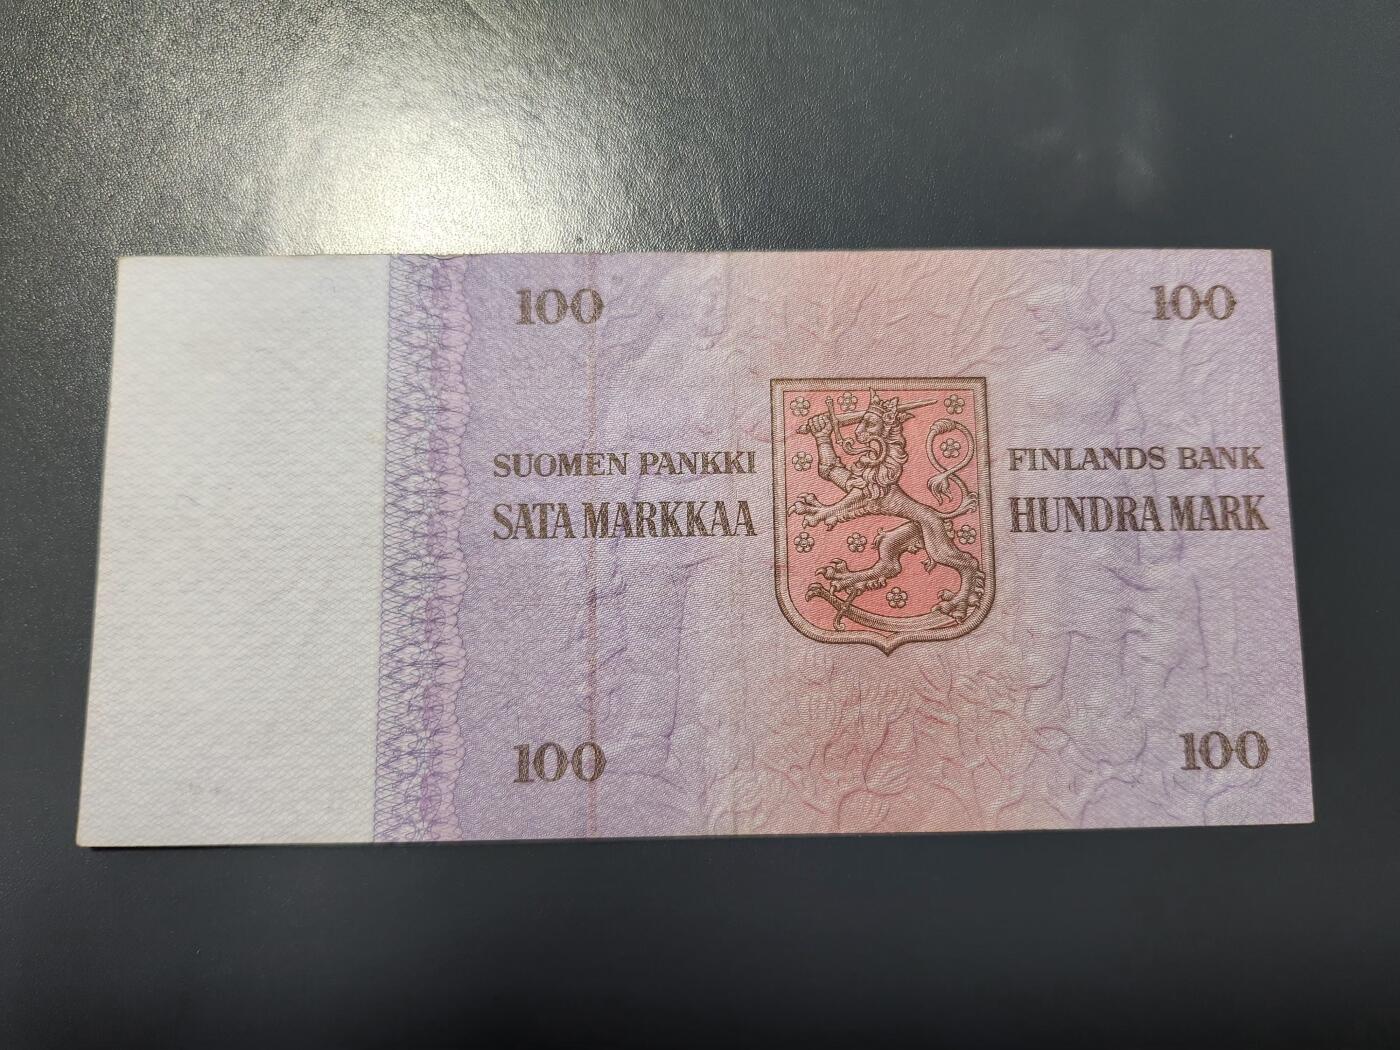 100 100
SUOMEN PANKKI FINLANDS BANK
SATA MARKKAA HUNDRA MARK
100 100